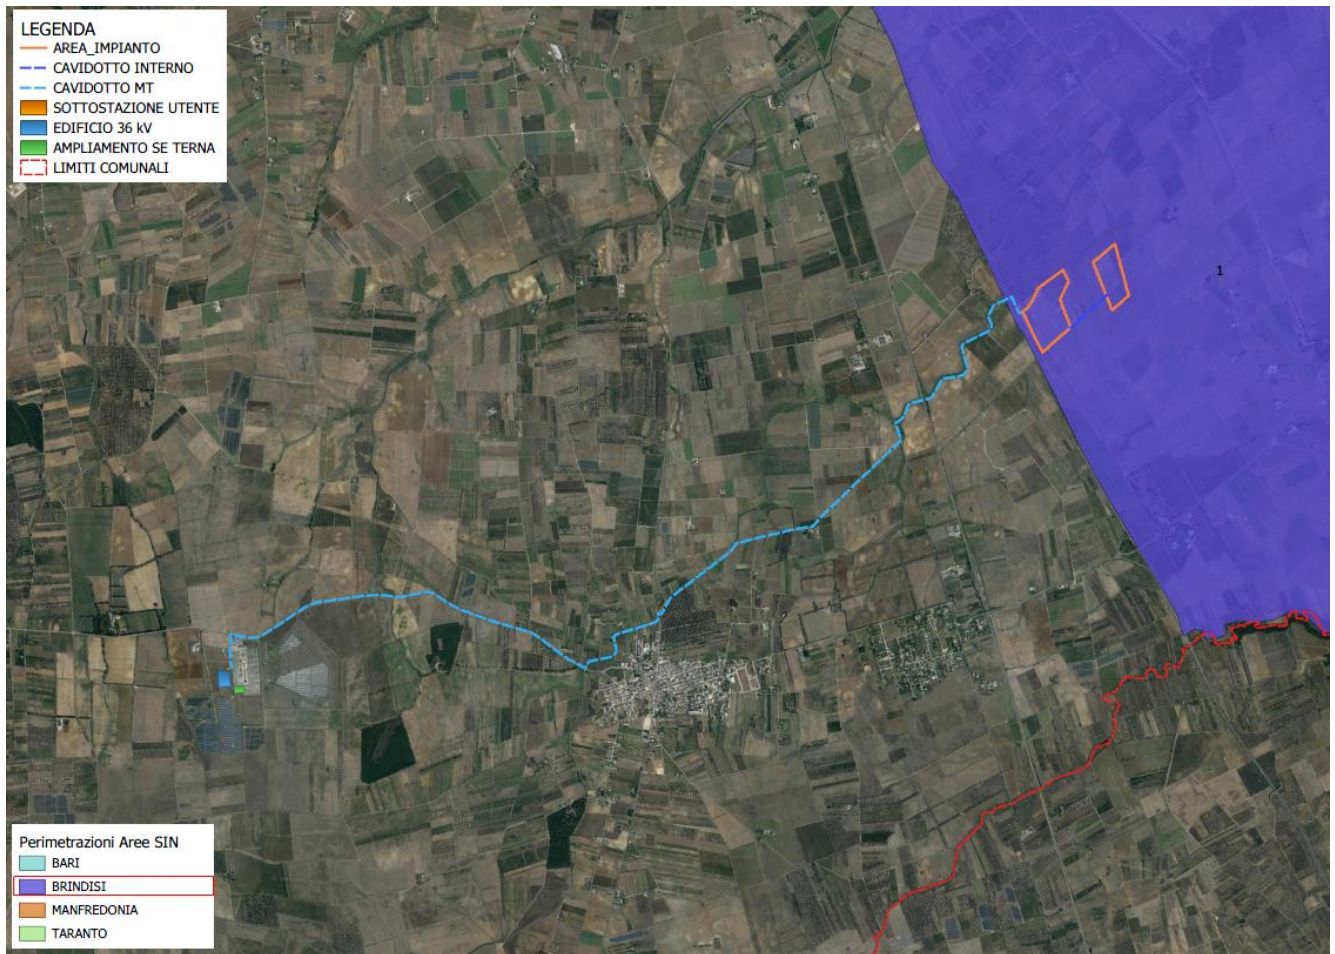 LEGENDA
AREA_IMPIANTO
CAVIDOTTO INTERNO
CAVIDOTTO MT
SOTTOSTAZIONE UTENTE
EDIFICIO 36 kV
AMPLIAMENTO SE TERNA
LIMITI COMUNALI
1
Perimetrazioni Aree SIN
BARI
BRINDISI
MANFREDONIA
TARANTO